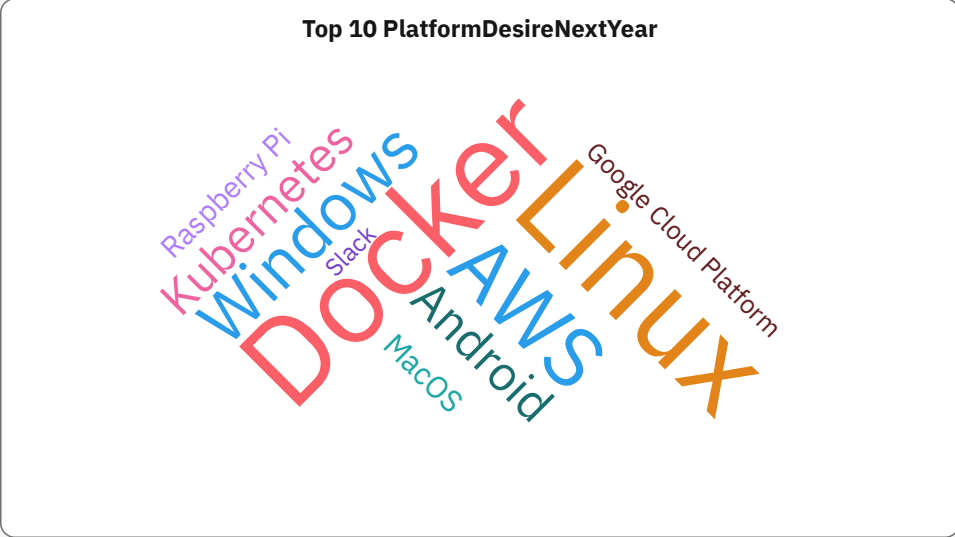 Top 10 PlatformDesireNextYear
Raspberry Pi
Kubernetes
Windows
Slack
Docker
Linux
Google Cloud Platform
AWS
Android
MacOS